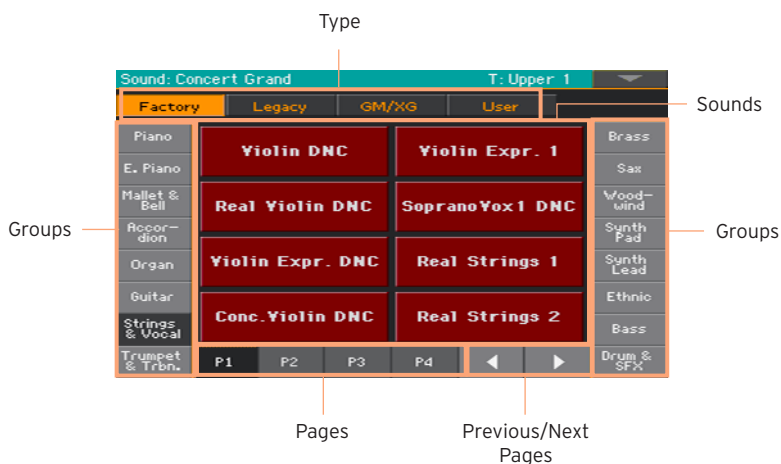 Type
Sound: Concert Grand T: Upper 1
Factory Legacy GM/XG User
Sounds
Groups
Piano
E. Piano
Mallet &
Bell
Accor-
dion
Organ
Guitar
Strings
& Vocal
Trumpet
& Trbn.
Violin DNC Violin Expr. 1
Real Violin DNC SopranoVox1 DNC
Violin Expr. DNC Real Strings 1
Conc.Violin DNC Real Strings 2
Brass
Sax
Wood-
wind
Synth
Pad
Synth
Lead
Ethnic
Bass
Drum &
SFX
Groups
P1 P2 P3 P4
Pages
Previous/Next
Pages